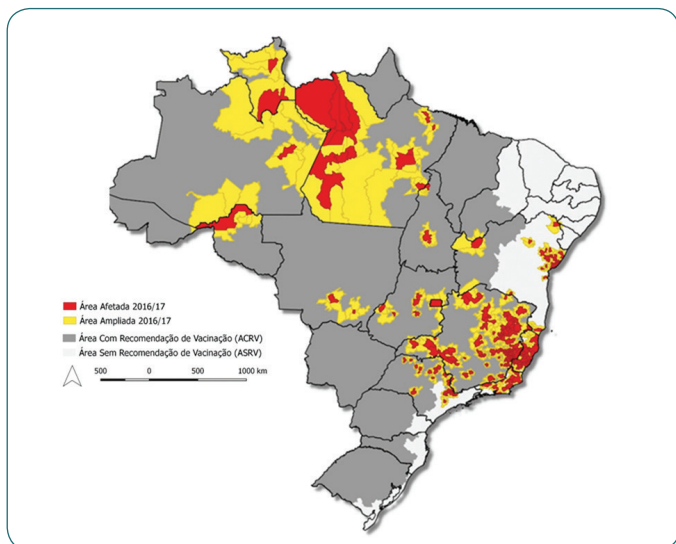 Área Afetada 2016/17
Área Ampliada 2016/17
Área Com Recomendação de Vacinação (ACRV)
Área Sem Recomendação de Vacinação (ASRV)
500 0 500 1000 km